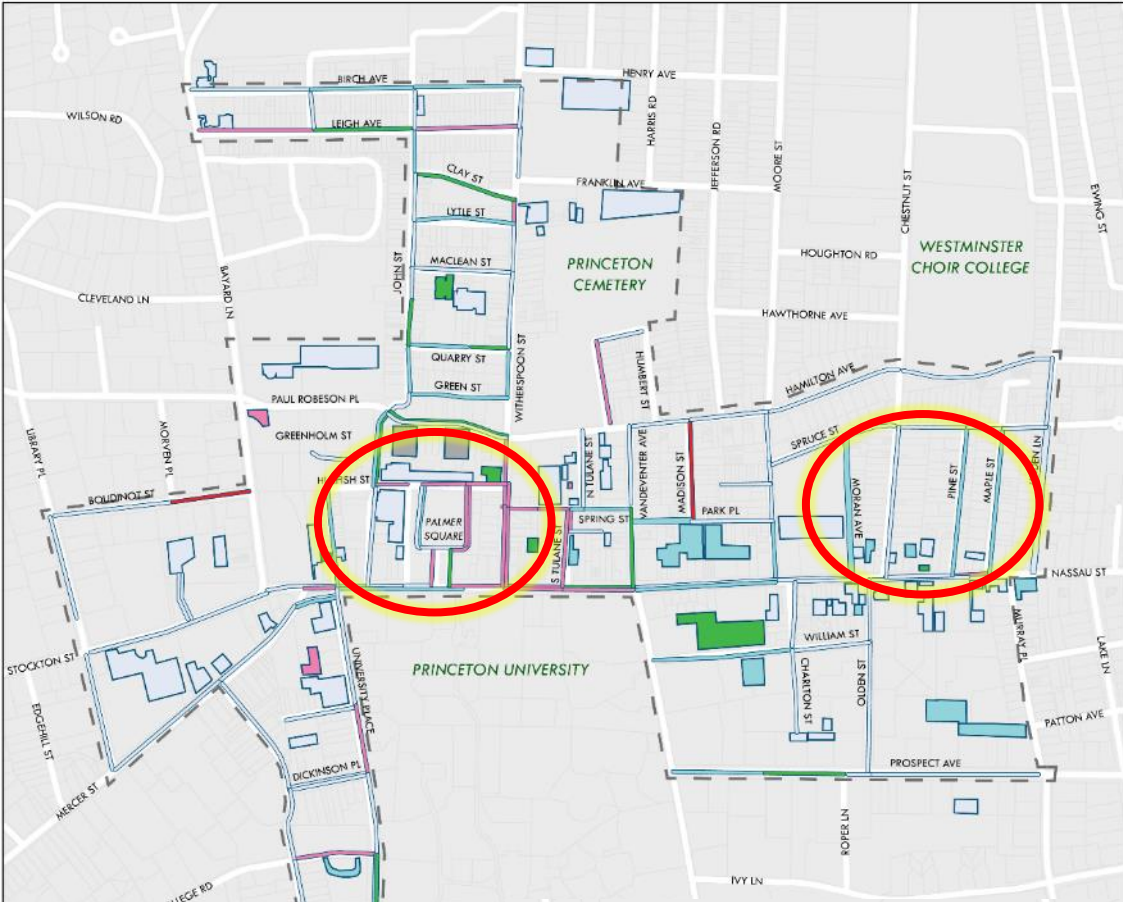 HENRY AVE
BIRCH AVE
WILSON RD
LEIGH AVE
HARRIS RD
JEFFERSON RD
MOORE ST
CHESTNUT ST
EWING ST
CLAY ST
FRANKLIN AVE
LYTLE ST
WESTMINSTER
CHOIR COLLEGE
HOUGHTON RD
MACLEAN ST
PRINCETON
CEMETERY
JOHN ST
BAYARD LN
CLEVELAND LN
HAWTHORNE AVE
WITHERSPOON ST
QUARRY ST
HUMBERT ST
GREEN ST
HAMILTON AVE
PAUL ROBESON PL
GREENHOLM ST
LIBRARY PL
MORVEN PL
SPRUCE ST
N TULANE ST
VANDEVENTER AVE
MADISON ST
MORAN AVE
PINE ST
MAPLE ST
BOUDINOT ST
PALMER
SQUARE
SPRING ST
PARK PL
S TULANE ST
NASSAU ST
STOCKTON ST
PRINCETON UNIVERSITY
WILLIAM ST
MURRAY PL
LAKE LN
UNIVERSITY PLACE
CHARLTON ST
OLDEN ST
EDGEHILL ST
PATTON AVE
DICKINSON PL
PROSPECT AVE
MERCER ST
ROPER LN
IVY LN
LEGE RD